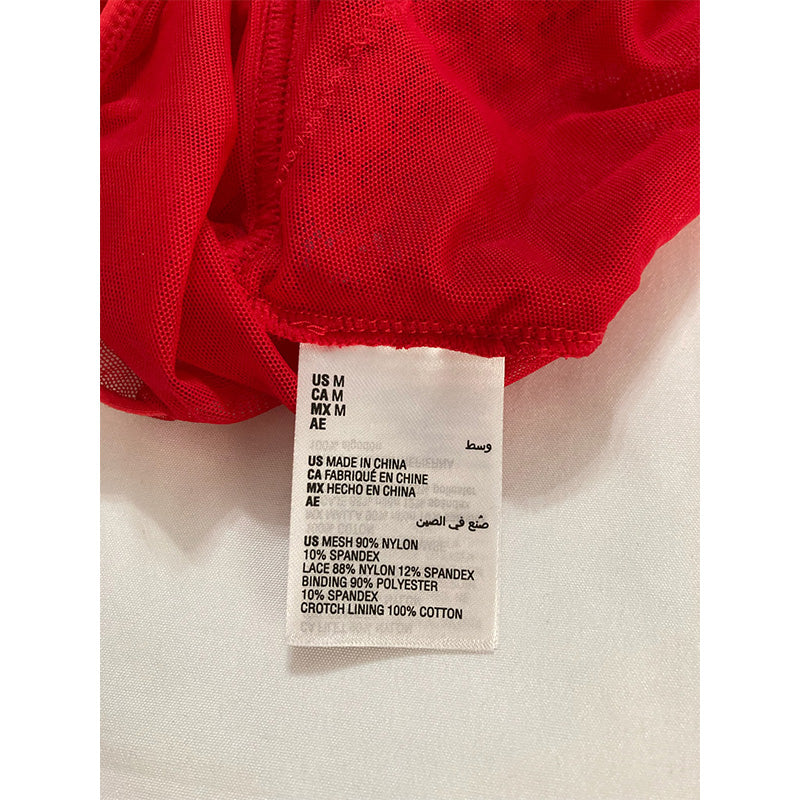 US M
CA M
MX M
AE
وسط
US MADE IN CHINA
CA FABRIQUÉ EN CHINE
MX HECHO EN CHINA
AE
صُنع في الصين
US MESH 90% NYLON
10% SPANDEX
LACE 88% NYLON 12% SPANDEX
BINDING 90% POLYESTER
10% SPANDEX
CROTCH LINING 100% COTTON